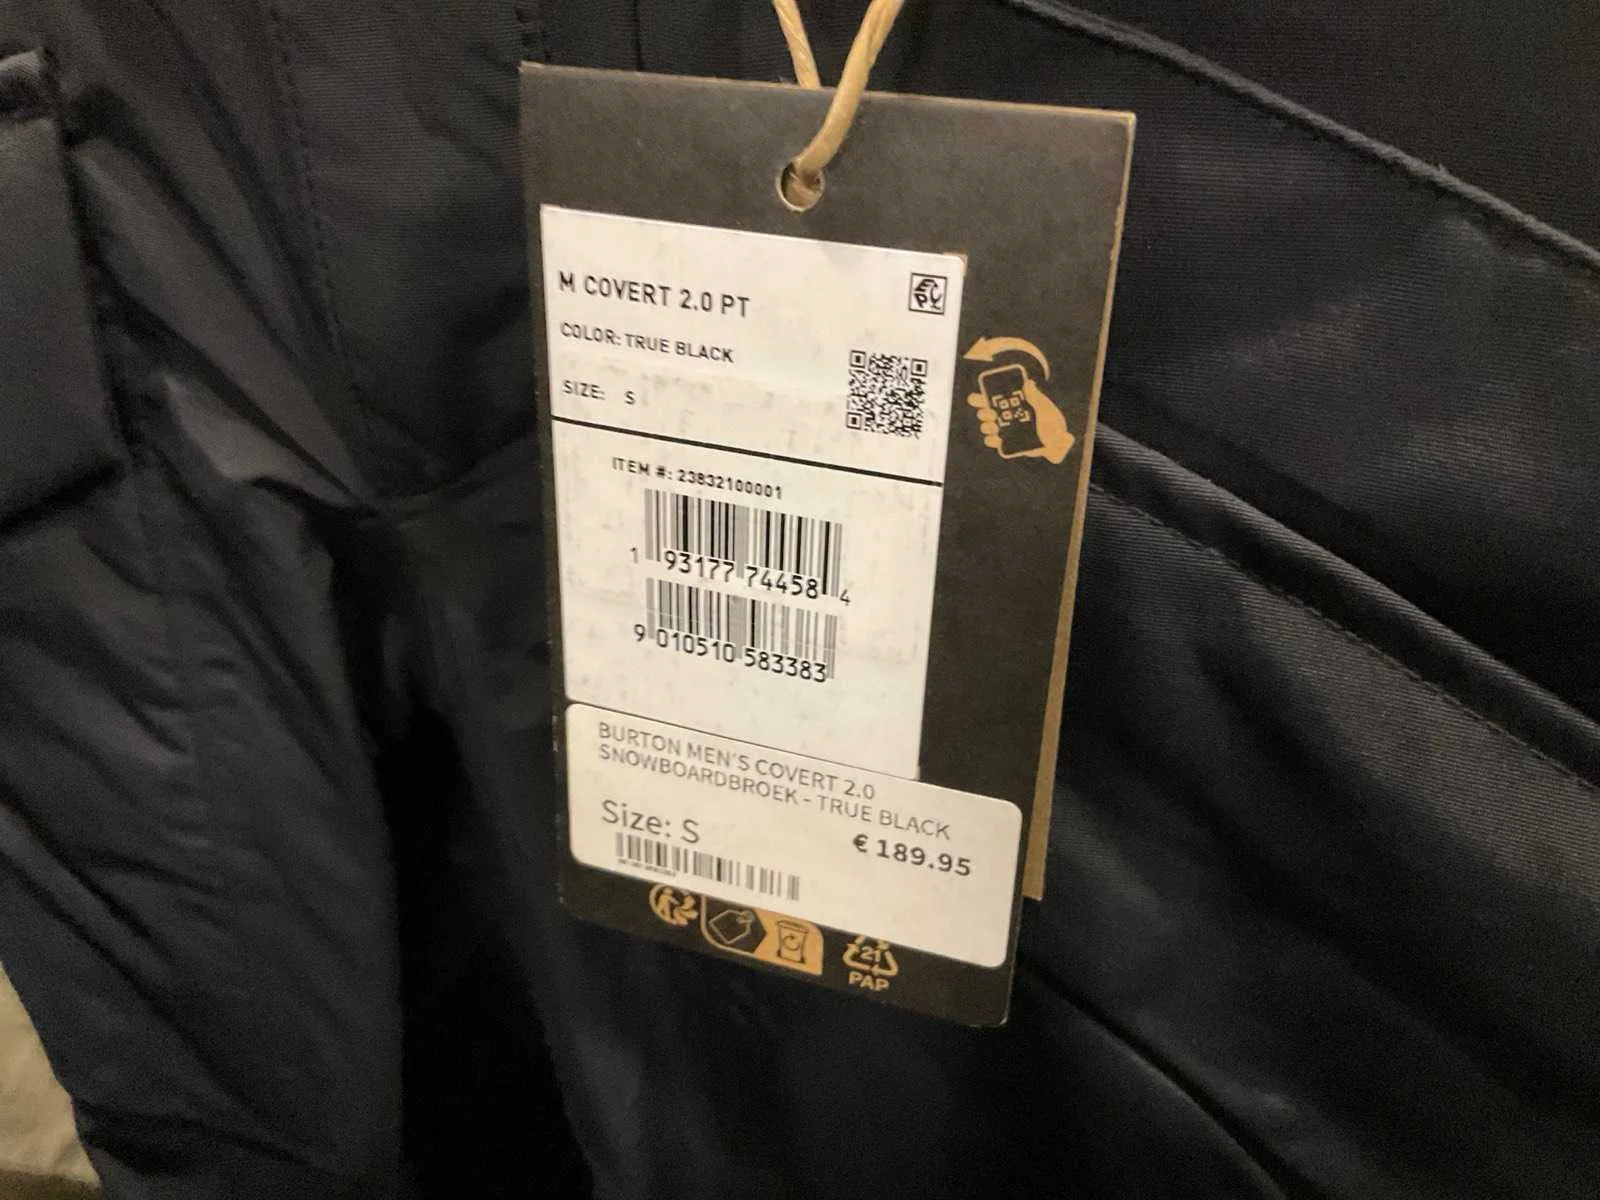 M COVERT 2.0 PT
COLOR: TRUE BLACK
SIZE: S
ITEM #: 23832100001
1 93177 74458 4
9 010510 583383
BURTON MEN'S COVERT 2.0
SNOWBOARDBROEK - TRUE BLACK
Size: S
€ 189.95
21
PAP